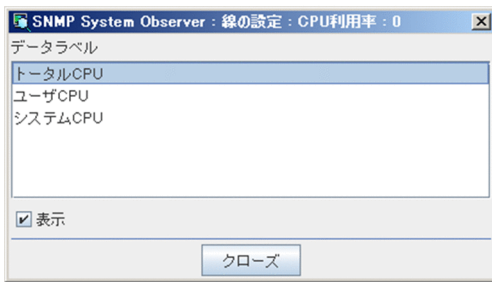 SNMP System Observer : 線の設定 : CPU利用率 : 0
データラベル
トータルCPU
ユーザCPU
システムCPU
表示
クローズ